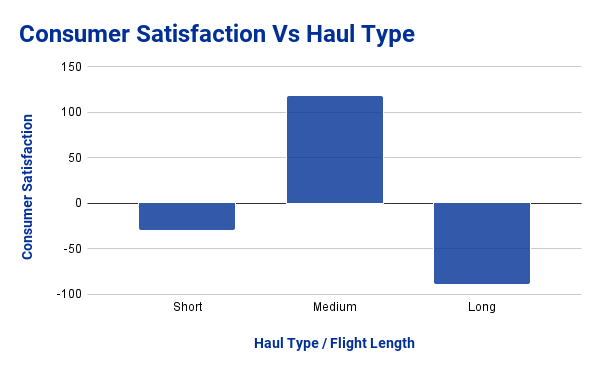 Consumer Satisfaction Vs Haul Type
Consumer Satisfaction
150
100
50
0
-50
-100
Short Medium Long
Haul Type / Flight Length